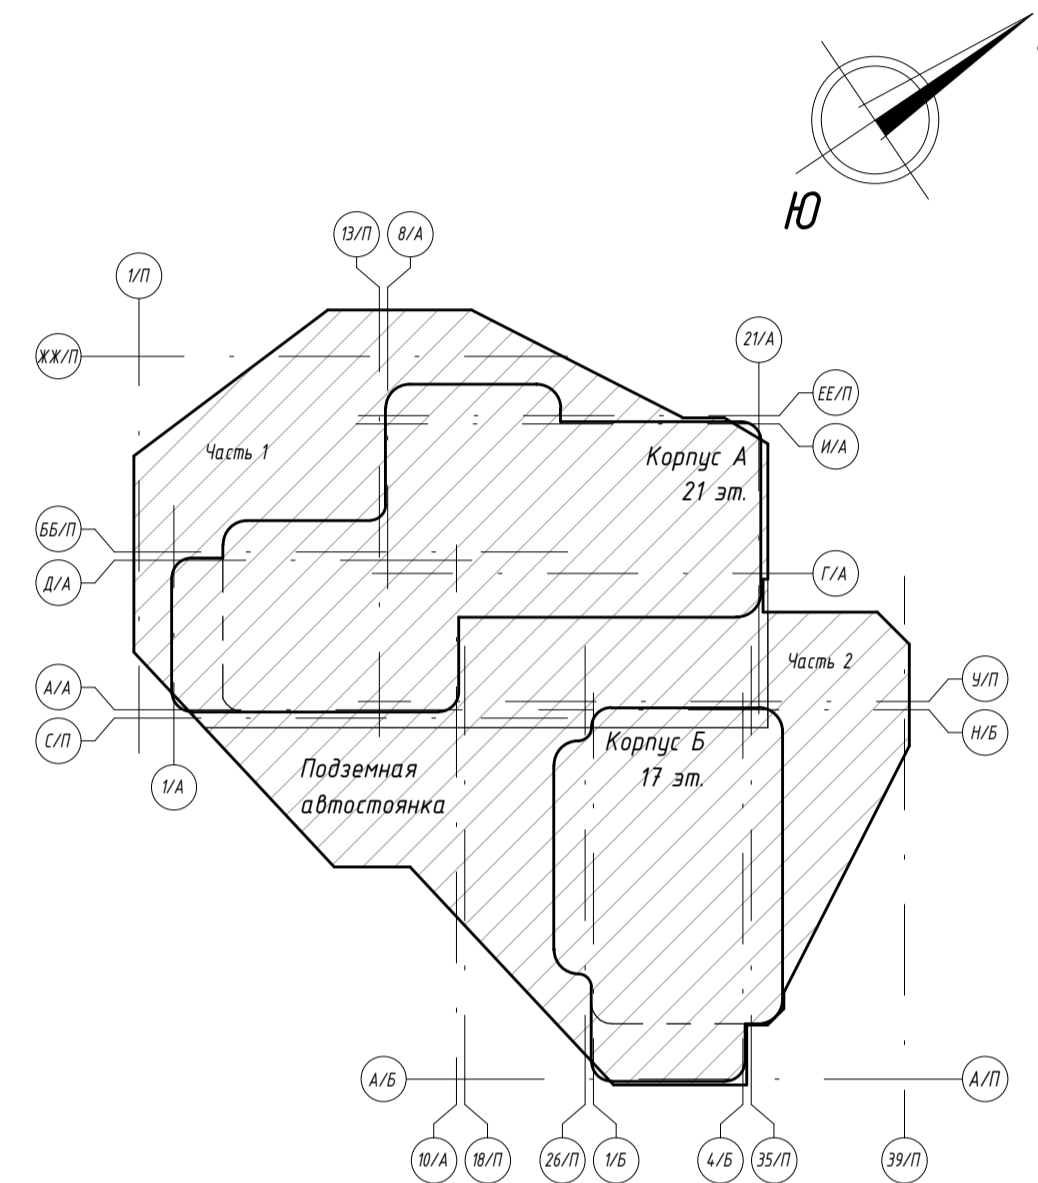 Ю
13/П
8/А
1/П
21/А
ЖЖ/П
ЕЕ/П
И/А
Часть 1
Корпус А
21 эт.
ББ/П
Д/А
Г/А
Часть 2
А/А
У/П
С/П
Н/Б
1/А
Корпус Б
17 эт.
Подземная
автостоянка
А/Б
А/П
10/А
18/П
26/П
1/Б
4/Б
35/П
39/П